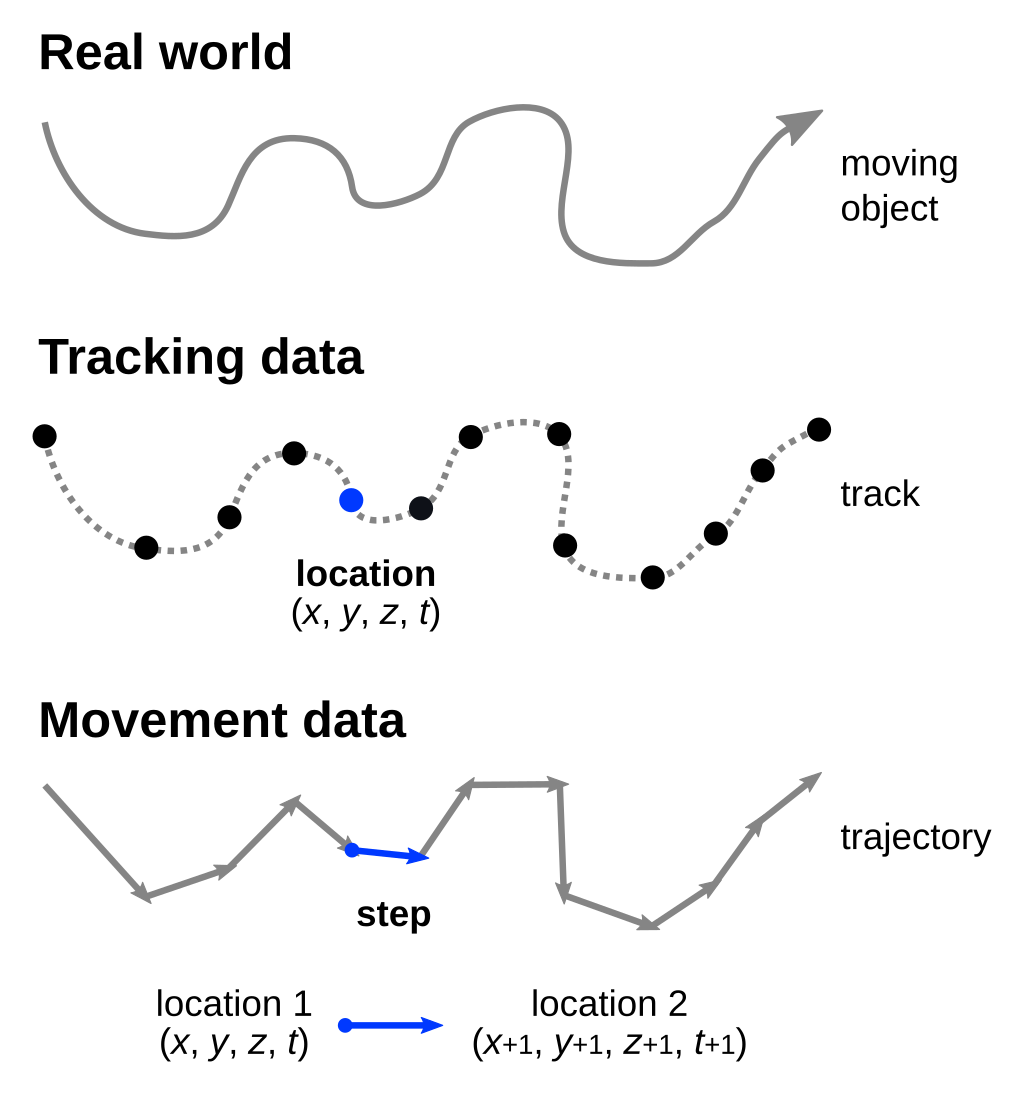 Real world
moving
object
Tracking data
track
location
(x, y, z, t)
Movement data
trajectory
step
location 1
(x, y, z, t)
location 2
(x+1, y+1, z+1, t+1)